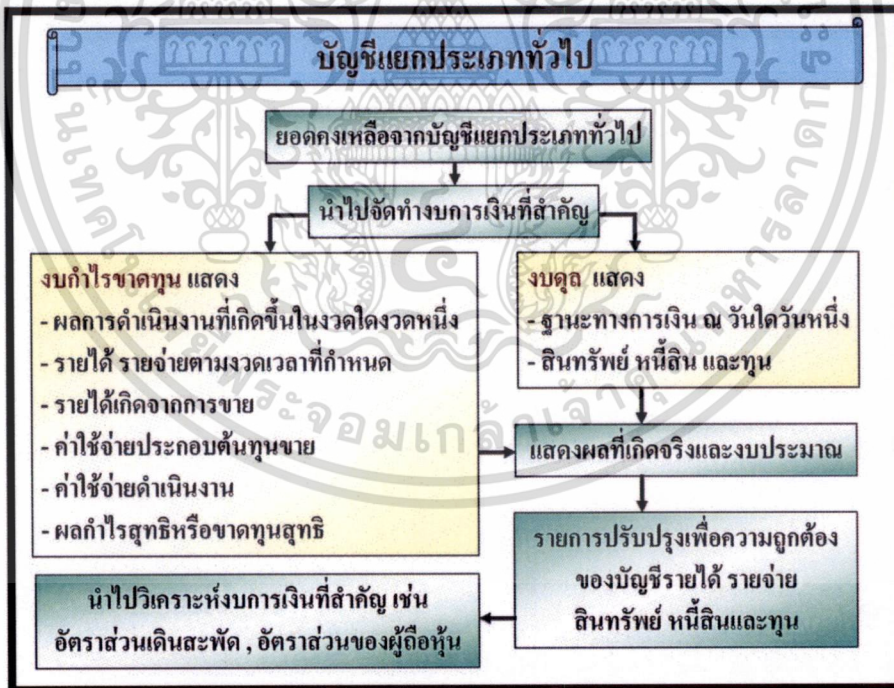 บัญชีแยกประเภททั่วไป
ยอดคงเหลือจากบัญชีแยกประเภททั่วไป
นำไปจัดทำงบการเงินที่สำคัญ
งบกำไรขาดทุน แสดง
- ผลการดำเนินงานที่เกิดขึ้นในงวดใดงวดหนึ่ง
- รายได้ รายจ่ายตามงวดเวลาที่กำหนด
- รายได้เกิดจากการขาย
- ค่าใช้จ่ายประกอบต้นทุนขาย
- ค่าใช้จ่ายดำเนินงาน
- ผลกำไรสุทธิหรือขาดทุนสุทธิ
งบดุล แสดง
- ฐานะทางการเงิน ณ วันใดวันหนึ่ง
- สินทรัพย์ หนี้สิน และทุน
แสดงผลที่เกิดจริงและงบประมาณ
รายการปรับปรุงเพื่อความถูกต้อง
ของบัญชีรายได้ รายจ่าย
สินทรัพย์ หนี้สินและทุน
นำไปวิเคราะห์งบการเงินที่สำคัญ เช่น
อัตราส่วนเดินสะพัด , อัตราส่วนของผู้ถือหุ้น